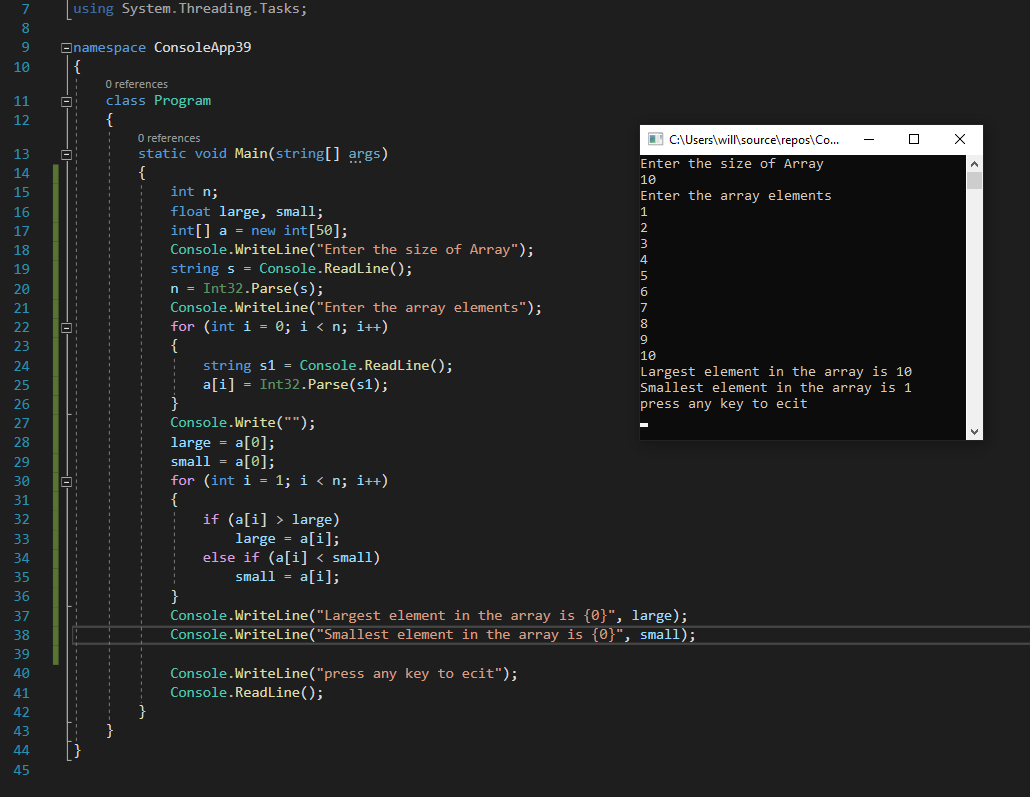 7 using System.Threading.Tasks;
8
9 namespace ConsoleApp39
10 {
0 references
11 class Program
12 {
0 references
13 static void Main(string[] args)
14 {
15 int n;
16 float large, small;
17 int[] a = new int[50];
18 Console.WriteLine("Enter the size of Array");
19 string s = Console.ReadLine();
20 n = Int32.Parse(s);
21 Console.WriteLine("Enter the array elements");
22 for (int i = 0; i < n; i++)
23 {
24 string s1 = Console.ReadLine();
25 a[i] = Int32.Parse(s1);
26 }
27 Console.Write("");
28 large = a[0];
29 small = a[0];
30 for (int i = 1; i < n; i++)
31 {
32 if (a[i] > large)
33 large = a[i];
34 else if (a[i] < small)
35 small = a[i];
36 }
37 Console.WriteLine("Largest element in the array is {0}", large);
38 Console.WriteLine("Smallest element in the array is {0}", small);
39
40 Console.WriteLine("press any key to ecit");
41 Console.ReadLine();
42 }
43 }
44 }
45
C:\Users\will\source\repos\Co...
Enter the size of Array
10
Enter the array elements
1
2
3
4
5
6
7
8
9
10
Largest element in the array is 10
Smallest element in the array is 1
press any key to ecit